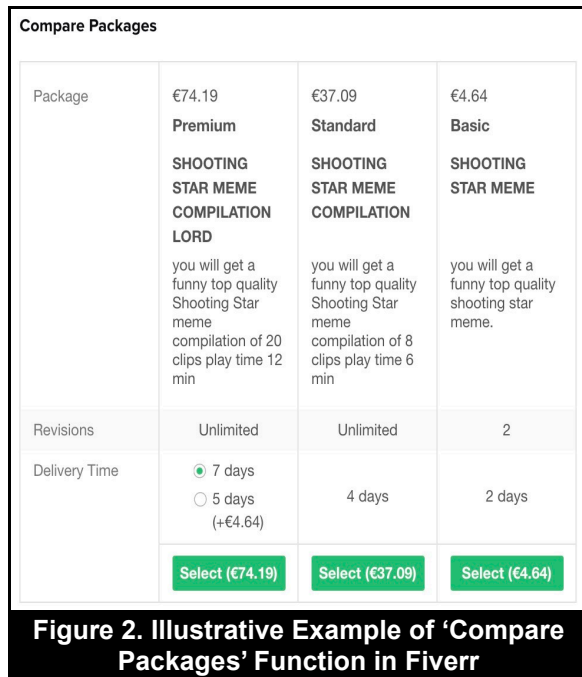 Compare Packages
Package
€74.19
Premium
SHOOTING
STAR MEME
COMPILATION
LORD
you will get a
funny top quality
Shooting Star
meme
compilation of 20
clips play time 12
min
€37.09
Standard
SHOOTING
STAR MEME
COMPILATION
you will get a
funny top quality
Shooting Star
meme
compilation of 8
clips play time 6
min
€4.64
Basic
SHOOTING
STAR MEME
you will get a
funny top quality
shooting star
meme.
Revisions
Unlimited
Unlimited
2
Delivery Time
7 days
5 days
(+€4.64)
4 days
2 days
Select (€74.19)
Select (€37.09)
Select (€4.64)
Figure 2. Illustrative Example of ‘Compare
Packages’ Function in Fiverr